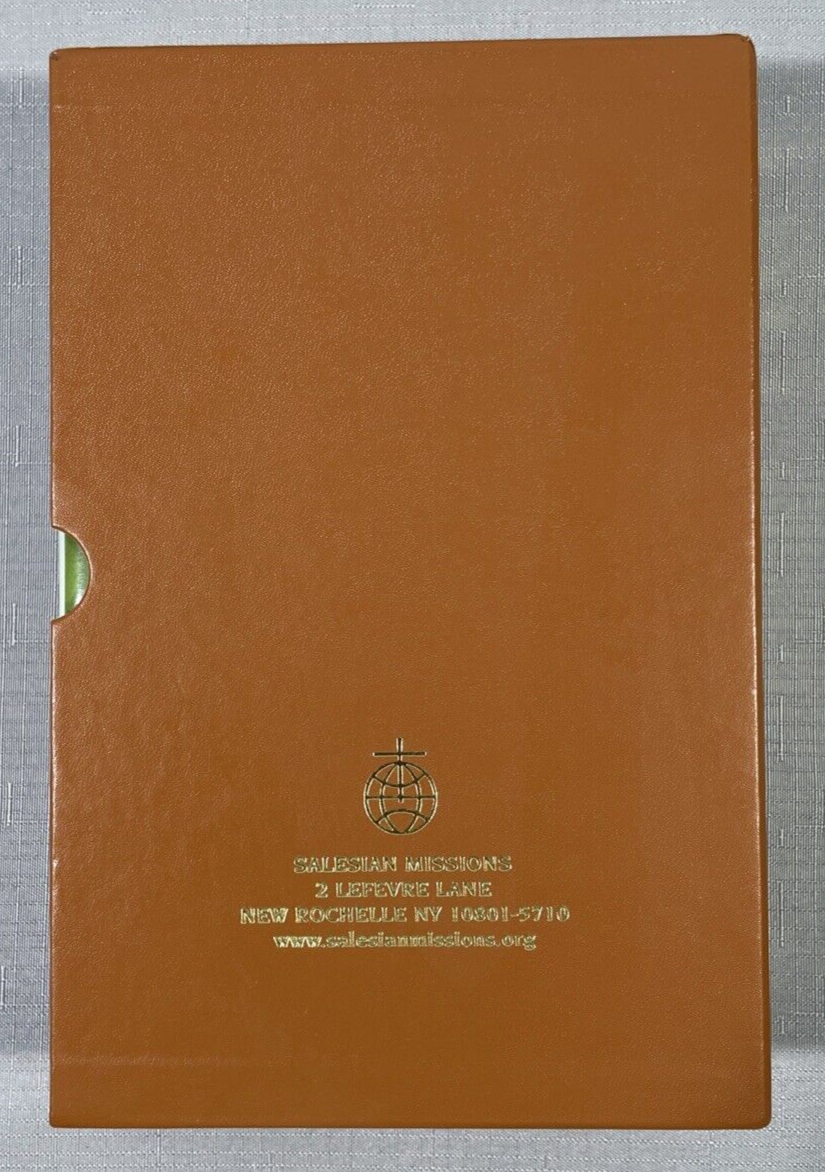 SALESIAN MISSIONS
2 LEFEVRE LANE
NEW ROCHELLE NY 10801-5710
www.salesianmissions.org